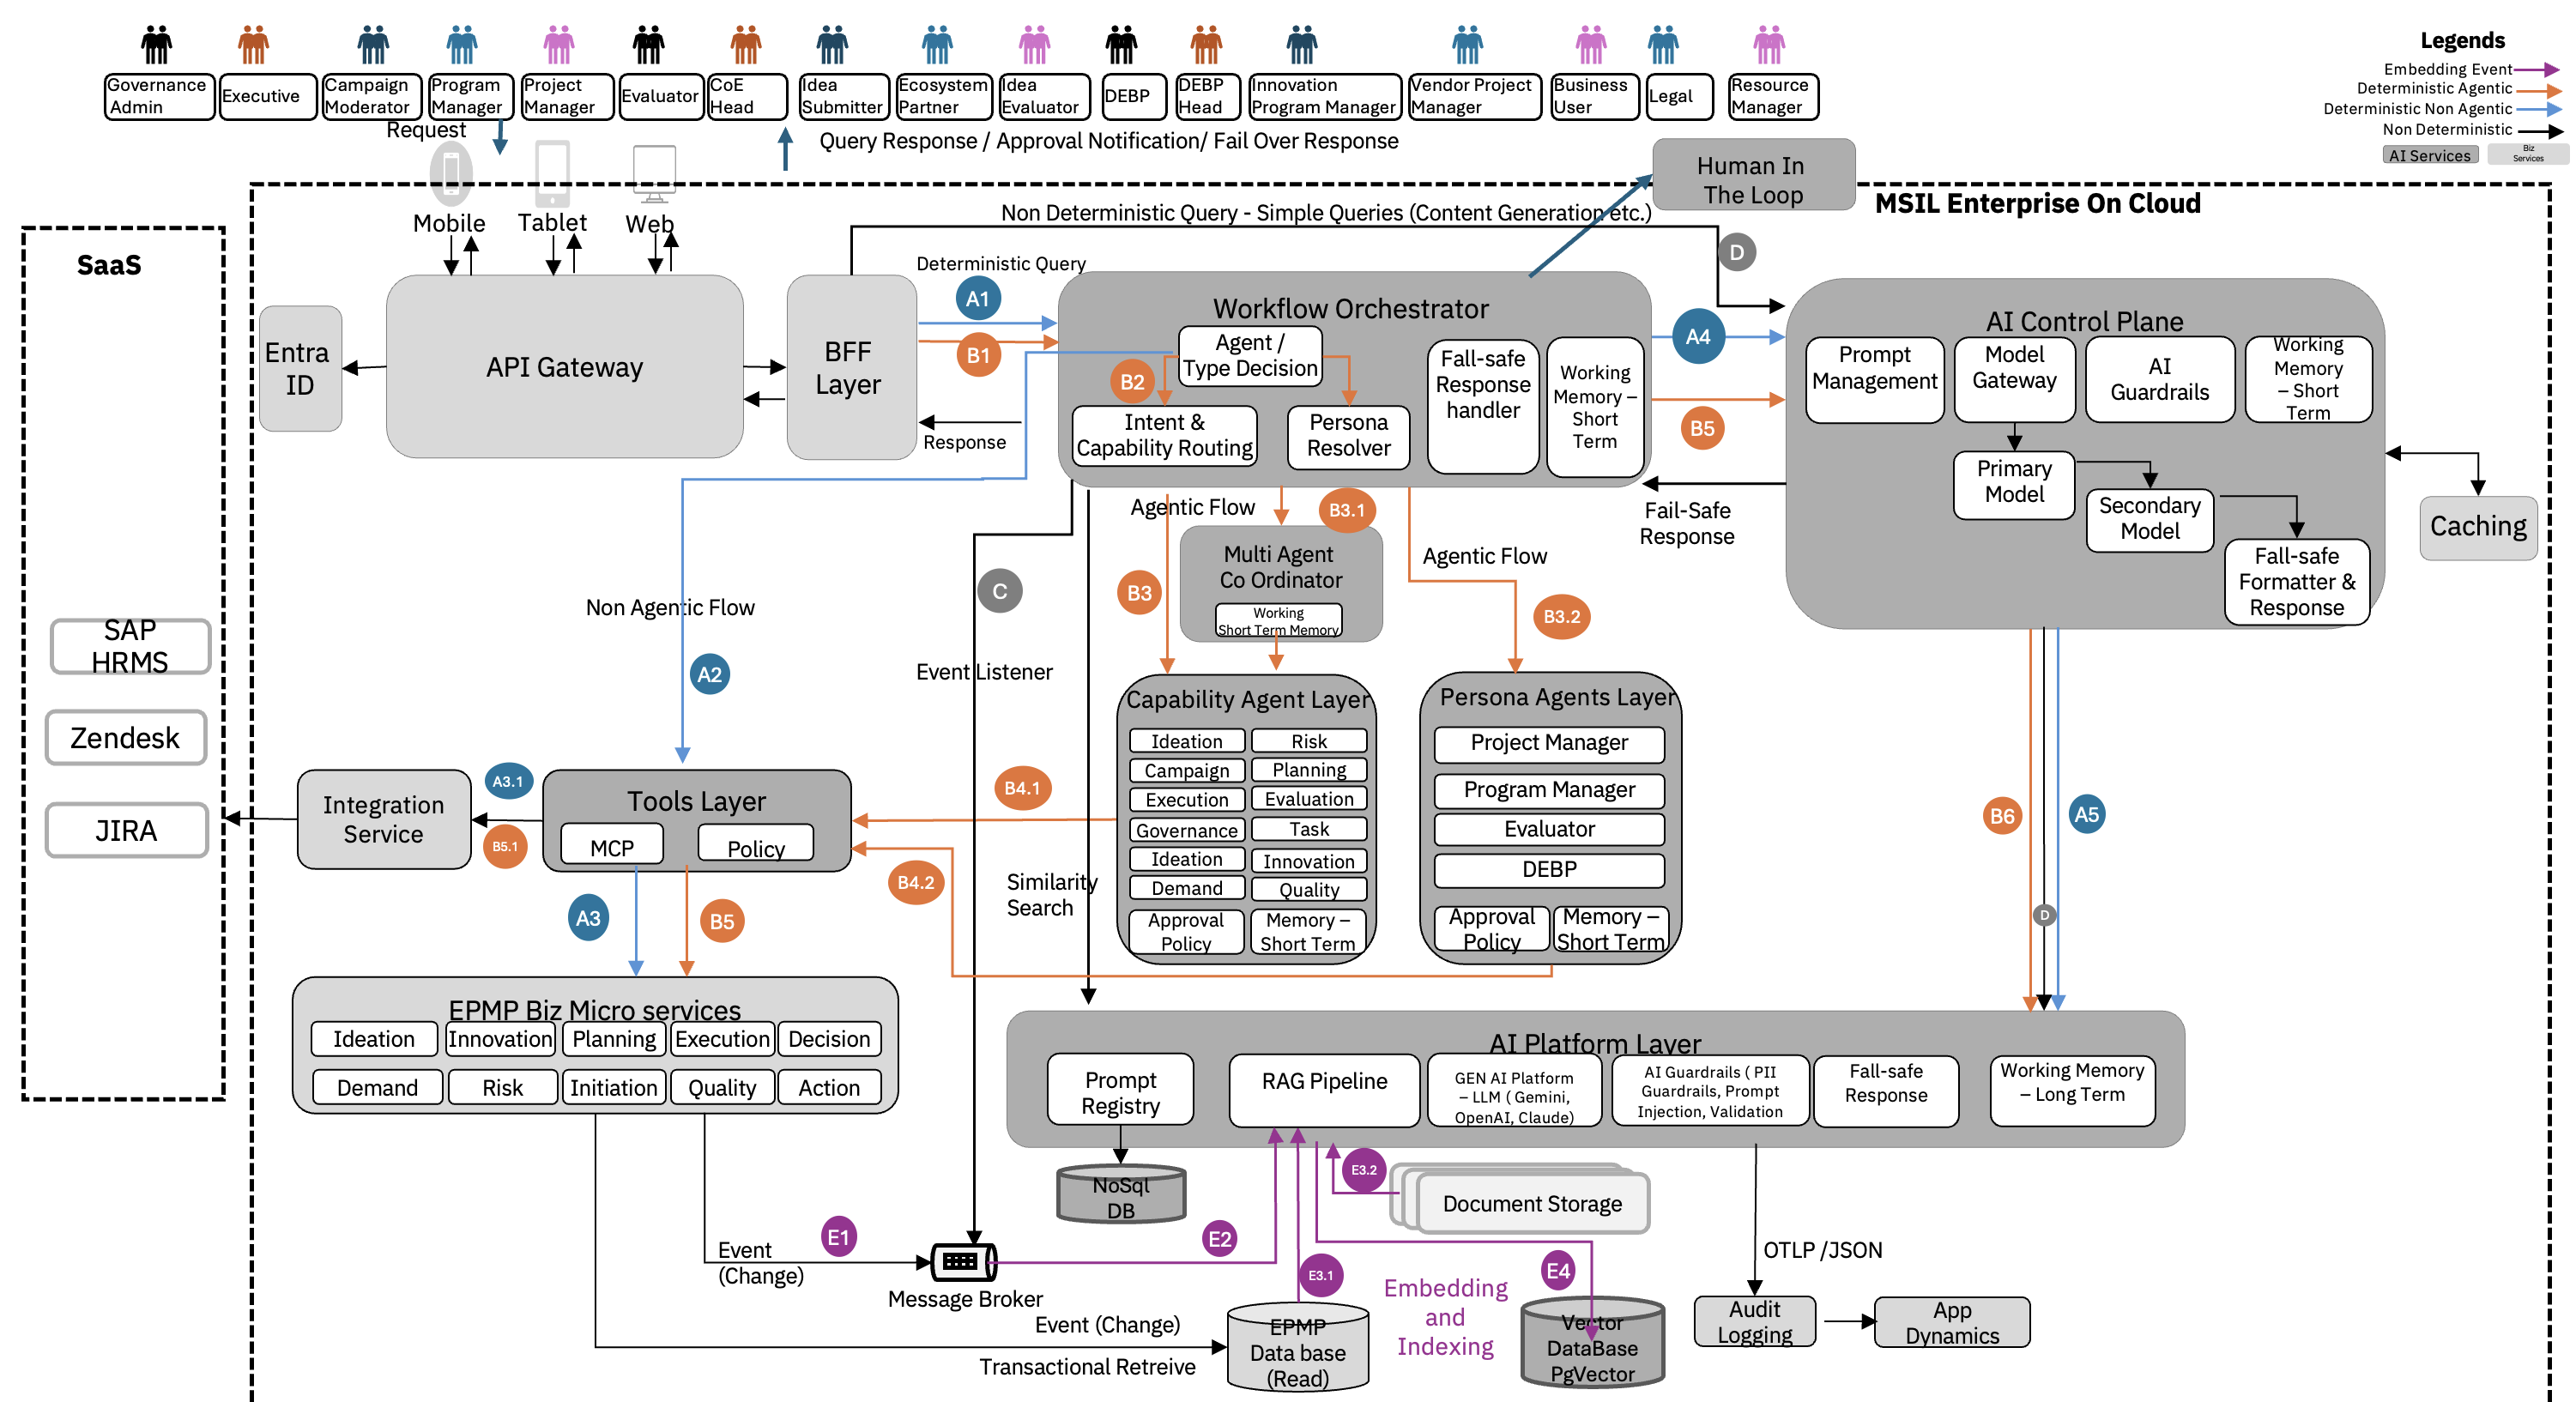 Governance
Admin
Executive
Campaign
Moderator
Program
Manager
Project
Manager
Evaluator
CoE
Head
Idea
Submitter
Ecosystem
Partner
Idea
Evaluator
DEBP
DEBP
Head
Innovation
Program Manager
Vendor Project
Manager
Business
User
Legal
Resource
Manager
Legends
Embedding Event
Deterministic Agentic
Deterministic Non Agentic
Non Deterministic
AI Services
Biz
Services
Request
Query Response / Approval Notification/ Fail Over Response
Human In
The Loop
MSIL Enterprise On Cloud
Mobile
Tablet
Web
Non Deterministic Query - Simple Queries (Content Generation etc.)
D
SaaS
SAP
HRMS
Zendesk
JIRA
Entra
ID
API Gateway
BFF
Layer
Deterministic Query
A1
B1
Response
Workflow Orchestrator
Agent /
Type Decision
B2
Intent &
Capability Routing
Persona
Resolver
Fall-safe
Response
handler
Working
Memory –
Short
Term
A4
B5
Fail-Safe
Response
AI Control Plane
Prompt
Management
Model
Gateway
AI
Guardrails
Working
Memory
– Short
Term
Primary
Model
Secondary
Model
Fall-safe
Formatter &
Response
Caching
Non Agentic Flow
A2
C
Event Listener
Agentic Flow
B3
B3.1
Multi Agent
Co Ordinator
Working
Short Term Memory
Agentic Flow
B3.2
Capability Agent Layer
Ideation
Risk
Campaign
Planning
Execution
Evaluation
Governance
Task
Ideation
Innovation
Demand
Quality
Approval
Policy
Memory –
Short Term
Persona Agents Layer
Project Manager
Program Manager
Evaluator
DEBP
Approval
Policy
Memory –
Short Term
B6
A5
D
Integration
Service
A3.1
B5.1
Tools Layer
MCP
Policy
B4.1
B4.2
A3
B5
Similarity
Search
EPMP Biz Micro services
Ideation
Innovation
Planning
Execution
Decision
Demand
Risk
Initiation
Quality
Action
AI Platform Layer
Prompt
Registry
RAG Pipeline
GEN AI Platform
– LLM ( Gemini,
OpenAI, Claude)
AI Guardrails ( PII
Guardrails, Prompt
Injection, Validation
Fall-safe
Response
Working Memory
– Long Term
NoSql
DB
E3.2
Document Storage
E1
Event
(Change)
Message Broker
E2
E3.1
Embedding
and
Indexing
E4
OTLP /JSON
Event (Change)
Transactional Retreive
EPMP
Data base
(Read)
Vector
DataBase
PgVector
Audit
Logging
App
Dynamics